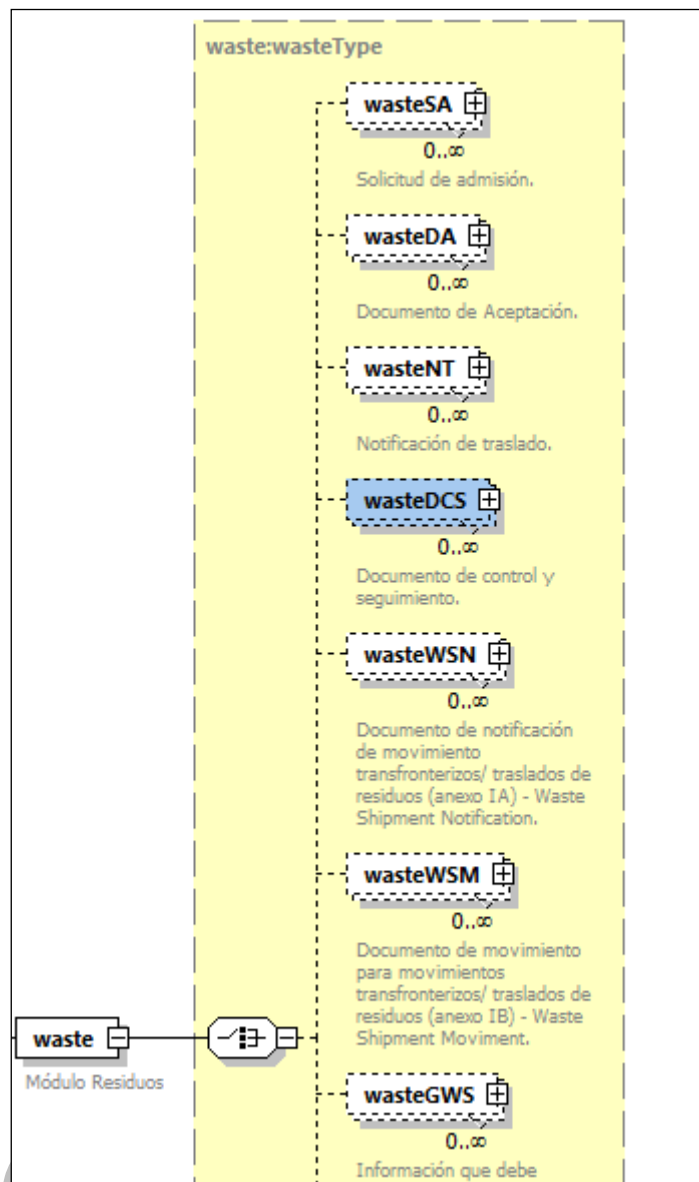 waste:wasteType
wasteSA
0..∞
Solicitud de admisión.
wasteDA
0..∞
Documento de Aceptación.
wasteNT
0..∞
Notificación de traslado.
wasteDCS
0..∞
Documento de control y
seguimiento.
wasteWSN
0..∞
Documento de notificación
de movimiento
transfronterizos/ traslados de
residuos (anexo IA) - Waste
Shipment Notification.
wasteWSM
0..∞
Documento de movimiento
para movimientos
transfronterizos/ traslados de
residuos (anexo IB) - Waste
Shipment Moviment.
waste
Módulo Residuos
wasteGWS
0..∞
Información que debe